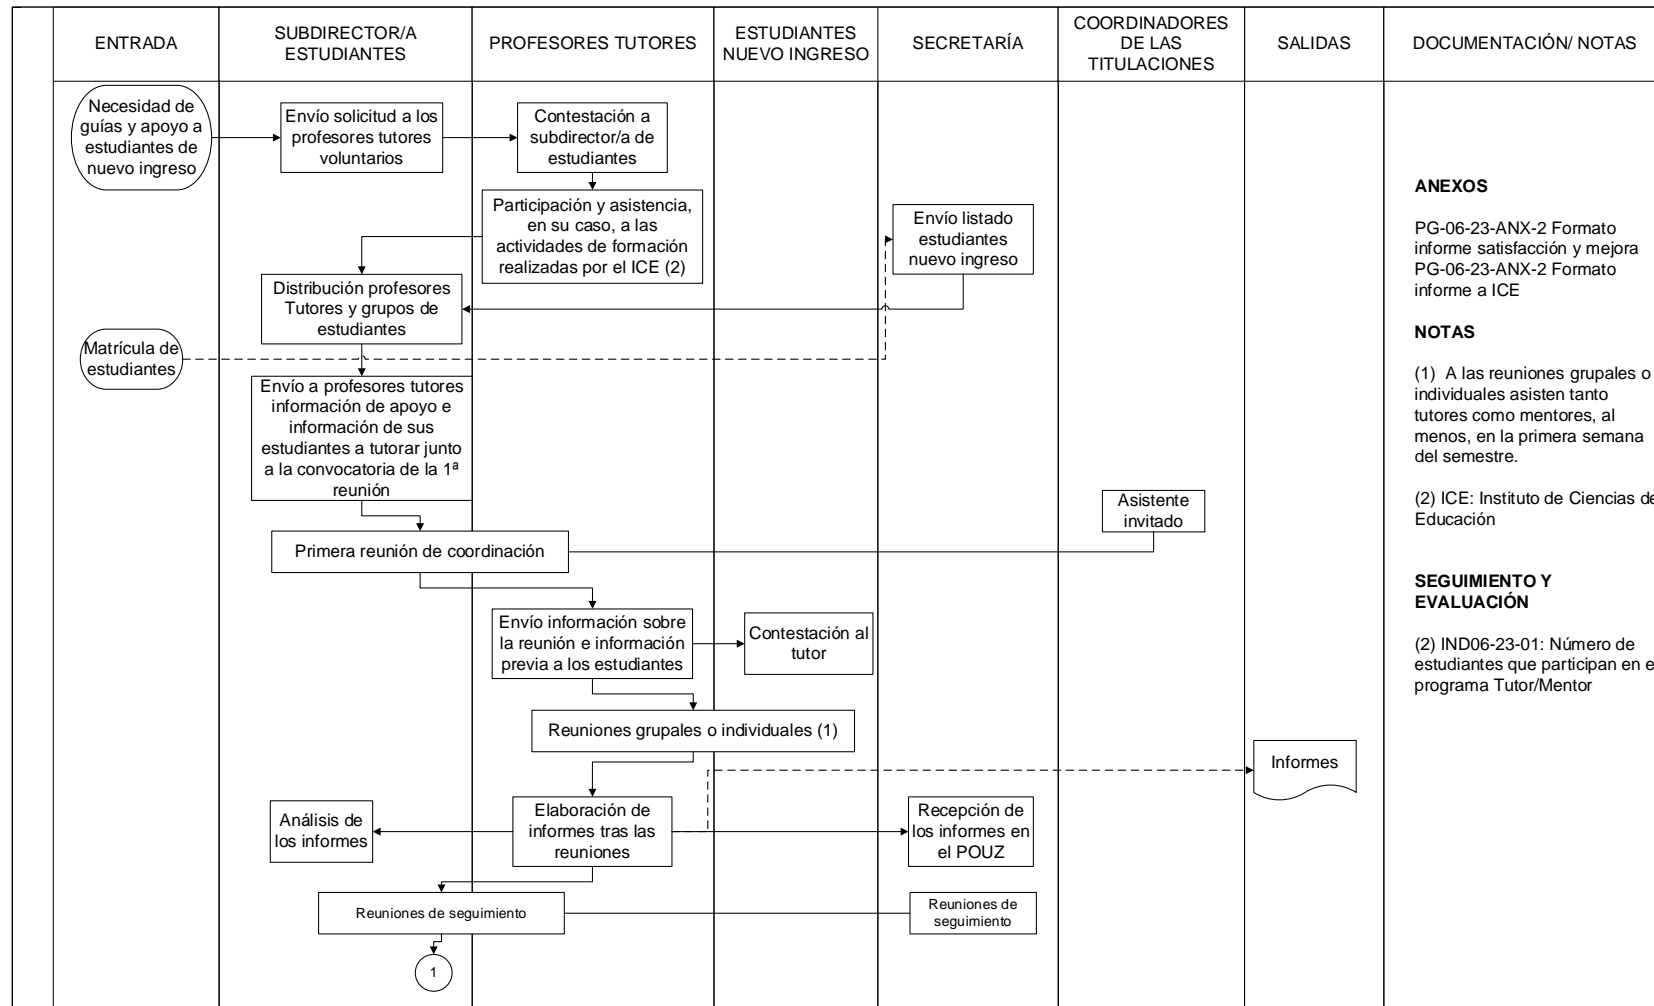 ENTRADA
SUBDIRECTOR/A
ESTUDIANTES
PROFESORES TUTORES
ESTUDIANTES
NUEVO INGRESO
SECRETARÍA
COORDINADORES
DE LAS
TITULACIONES
SALIDAS
DOCUMENTACIÓN/ NOTAS
Necesidad de
guías y apoyo a
estudiantes de
nuevo ingreso
Envío solicitud a los
profesores tutores
voluntarios
Contestación a
subdirector/a de
estudiantes
Participación y asistencia,
en su caso, a las
actividades de formación
realizadas por el ICE (2)
Envío listado
estudiantes
nuevo ingreso
Distribución profesores
Tutores y grupos de
estudiantes
Matrícula de
estudiantes
Envío a profesores tutores
información de apoyo e
información de sus
estudiantes a tutorar junto
a la convocatoria de la 1ª
reunión
Asistente
invitado
Primera reunión de coordinación
Envío información sobre
la reunión e información
previa a los estudiantes
Contestación al
tutor
Reuniones grupales o individuales (1)
Informes
Análisis de
los informes
Elaboración de
informes tras las
reuniones
Recepción de
los informes en
el POUZ
Reuniones de seguimiento
Reuniones de
seguimiento
1
ANEXOS
PG-06-23-ANX-2 Formato
informe satisfacción y mejora
PG-06-23-ANX-2 Formato
informe a ICE
NOTAS
(1) A las reuniones grupales o
individuales asisten tanto
tutores como mentores, al
menos, en la primera semana
del semestre.
(2) ICE: Instituto de Ciencias de
Educación
SEGUIMIENTO Y
EVALUACIÓN
(2) IND06-23-01: Número de
estudiantes que participan en e
programa Tutor/Mentor